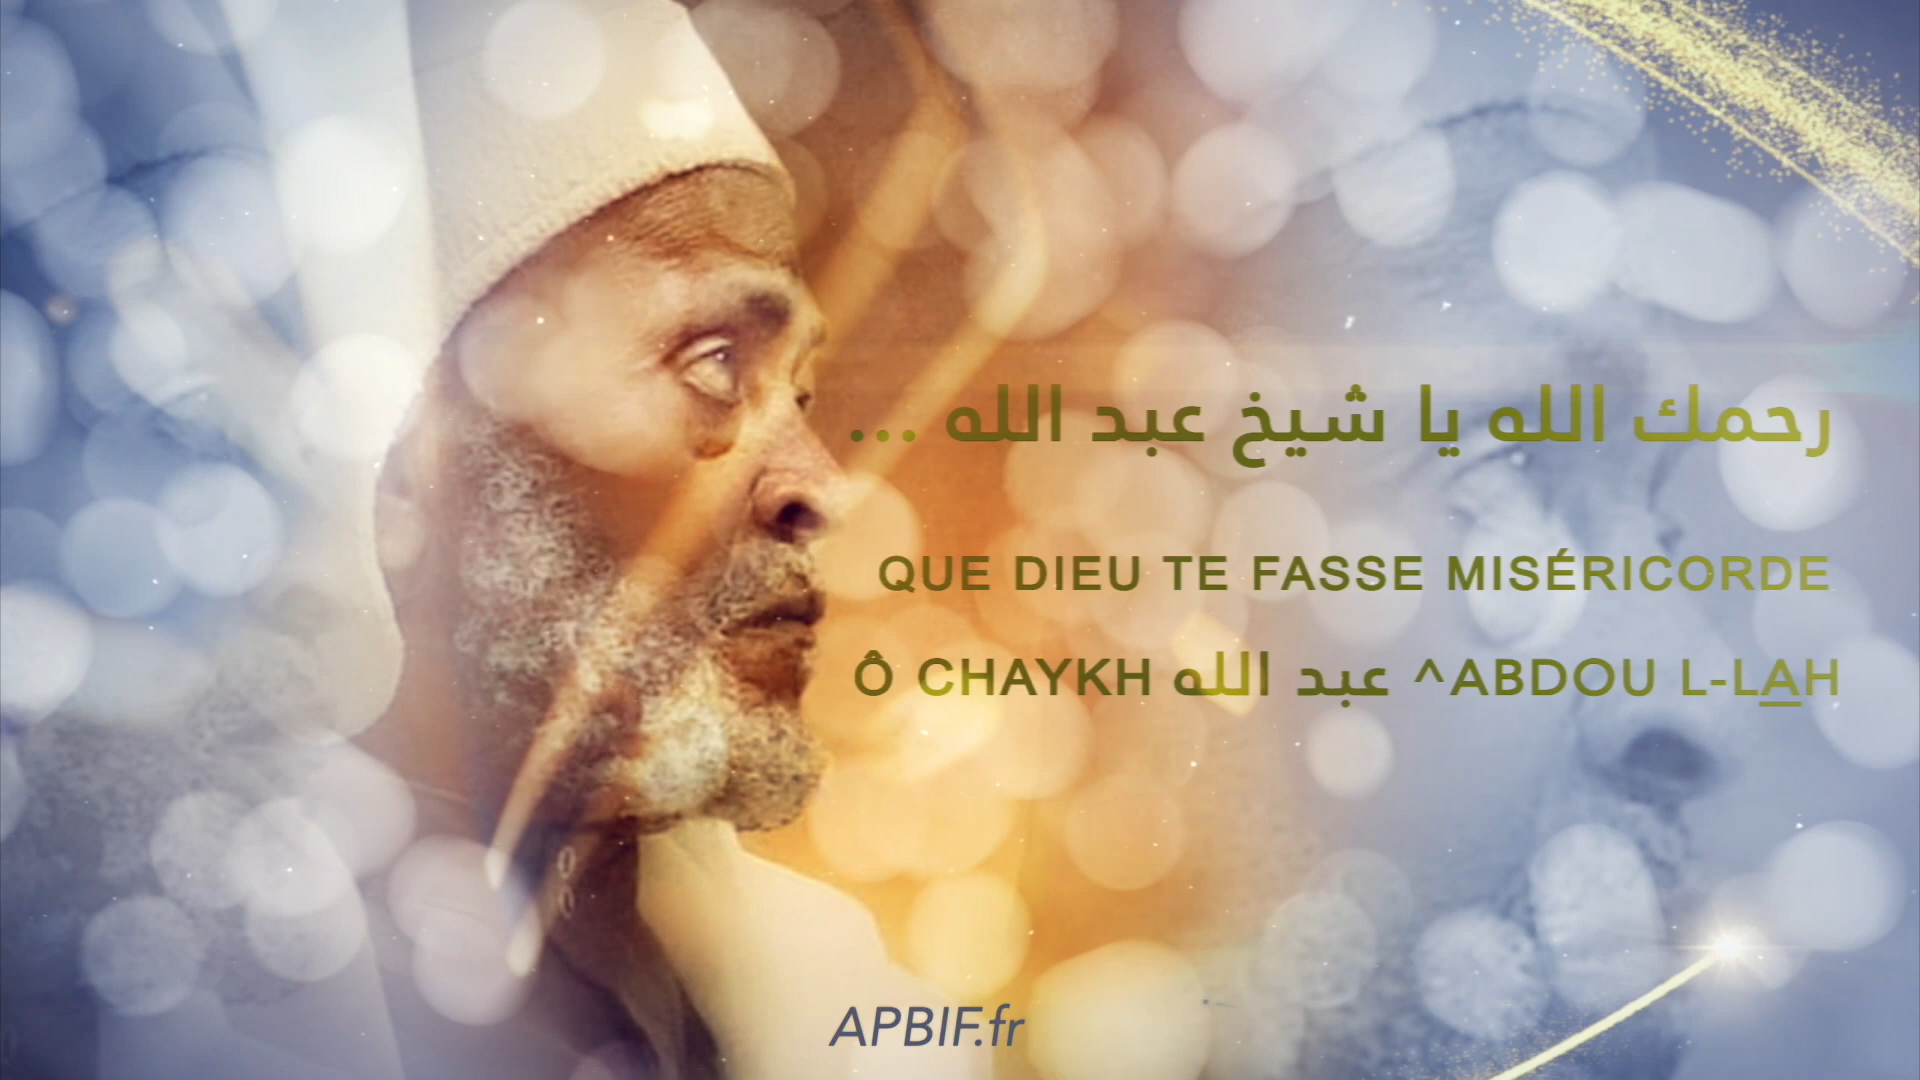 رحمك الله يا شيخ عبد الله ...
QUE DIEU TE FASSE MISÉRICORDE
Ô CHAYKH عبد الله ^ABDOU L-LAH
APBIF.fr